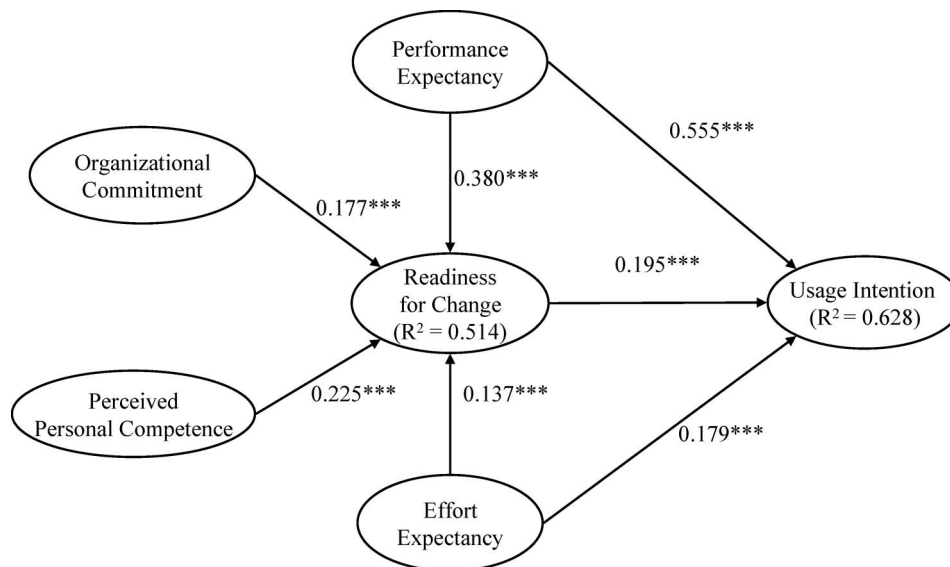 Performance
Expectancy
0.555***
Organizational
Commitment
0.380***
0.177***
Readiness
for Change
(R² = 0.514)
0.195***
Usage Intention
(R² = 0.628)
Perceived
Personal Competence
0.225***
0.137***
0.179***
Effort
Expectancy